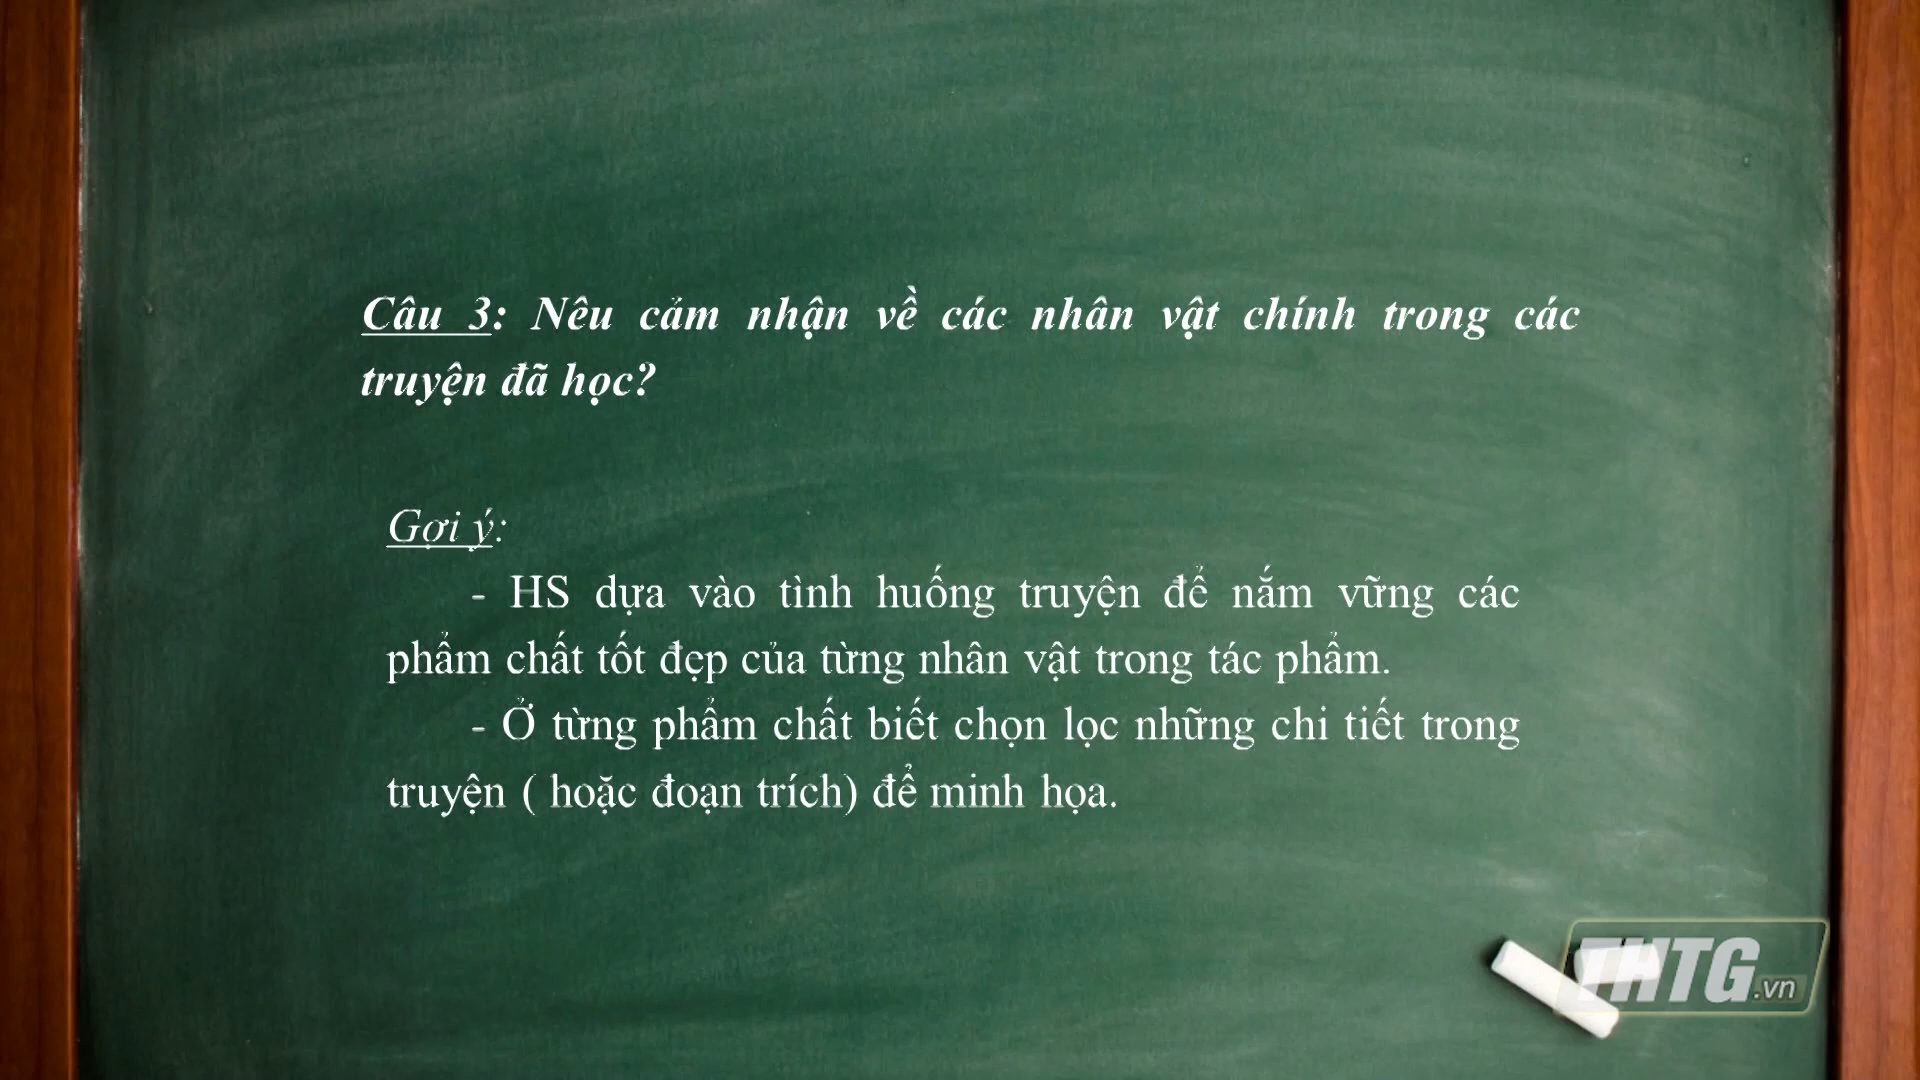 Câu 3: Nêu cảm nhận về các nhân vật chính trong các
truyện đã học?
Gợi ý:
- HS dựa vào tình huống truyện để nắm vững các
phẩm chất tốt đẹp của từng nhân vật trong tác phẩm.
- Ở từng phẩm chất biết chọn lọc những chi tiết trong
truyện ( hoặc đoạn trích) để minh họa.
THTG.vn